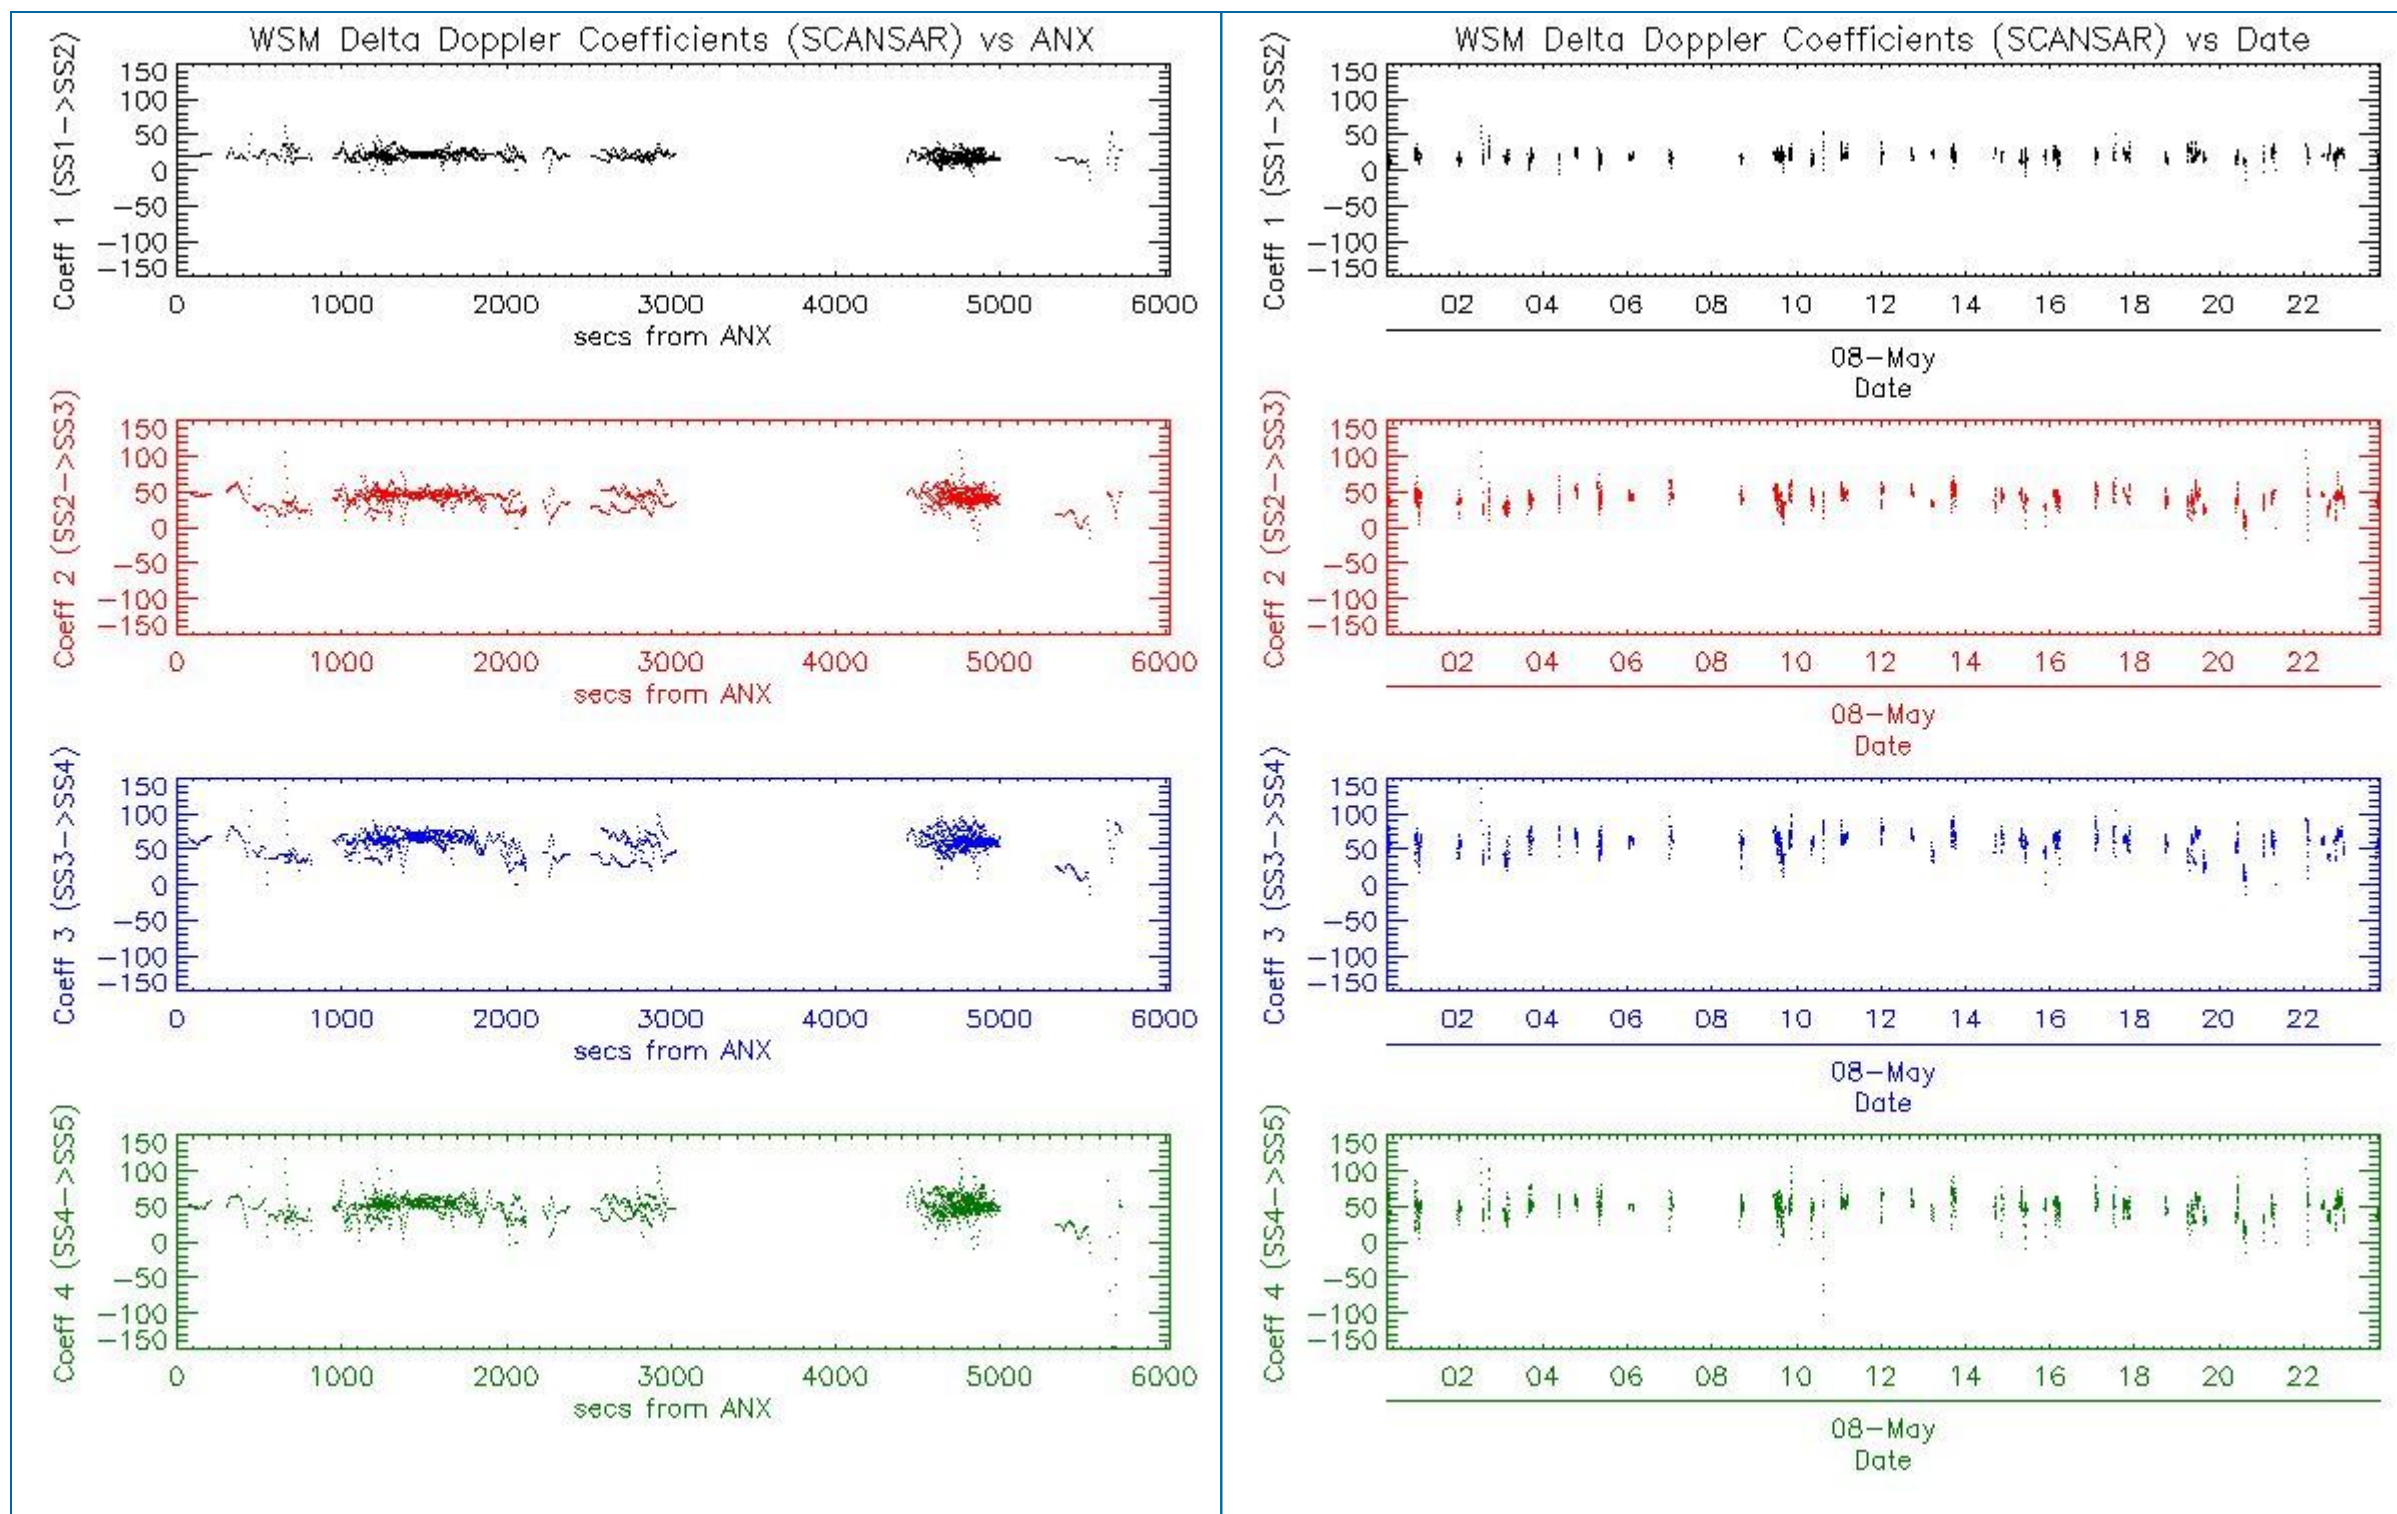 WSM Delta Doppler Coefficients (SCANSAR) vs ANX
Coeff 1 (SS1->SS2)
150
100
50
0
-50
-100
-150
0 1000 2000 3000 4000 5000 6000
secs from ANX
Coeff 2 (SS2->SS3)
150
100
50
0
-50
-100
-150
0 1000 2000 3000 4000 5000 6000
secs from ANX
Coeff 3 (SS3->SS4)
150
100
50
0
-50
-100
-150
0 1000 2000 3000 4000 5000 6000
secs from ANX
Coeff 4 (SS4->SS5)
150
100
50
0
-50
-100
-150
0 1000 2000 3000 4000 5000 6000
secs from ANX
WSM Delta Doppler Coefficients (SCANSAR) vs Date
Coeff 1 (SS1->SS2)
150
100
50
0
-50
-100
-150
02 04 06 08 10 12 14 16 18 20 22
08-May
Date
Coeff 2 (SS2->SS3)
150
100
50
0
-50
-100
-150
02 04 06 08 10 12 14 16 18 20 22
08-May
Date
Coeff 3 (SS3->SS4)
150
100
50
0
-50
-100
-150
02 04 06 08 10 12 14 16 18 20 22
08-May
Date
Coeff 4 (SS4->SS5)
150
100
50
0
-50
-100
-150
02 04 06 08 10 12 14 16 18 20 22
08-May
Date